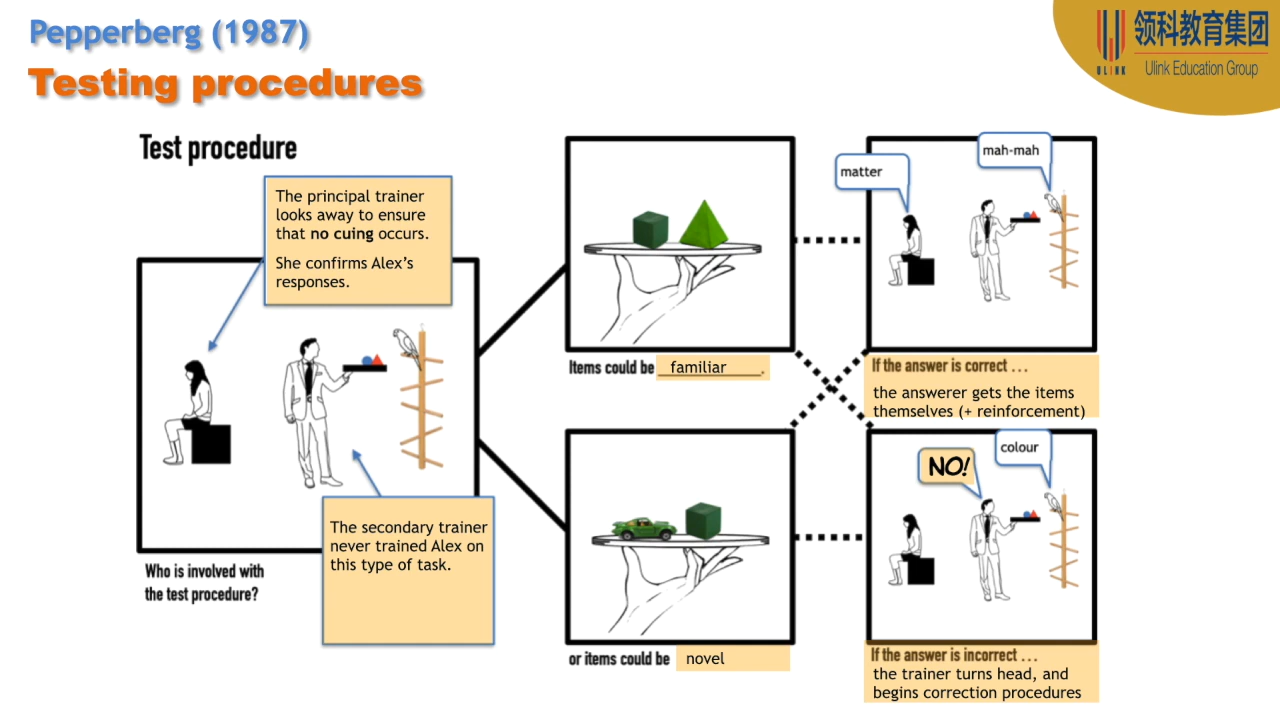 Pepperberg (1987)
Testing procedures
领科教育集团
ULINK
Ulink Education Group
Test procedure
The principal trainer
looks away to ensure
that no cuing occurs.
She confirms Alex’s
responses.
The secondary trainer
never trained Alex on
this type of task.
Who is involved with
the test procedure?
Items could be familiar.
or items could be novel
matter
mah-mah
If the answer is correct ...
the answerer gets the items
themselves (+ reinforcement)
NO!
colour
If the answer is incorrect ...
the trainer turns head, and
begins correction procedures